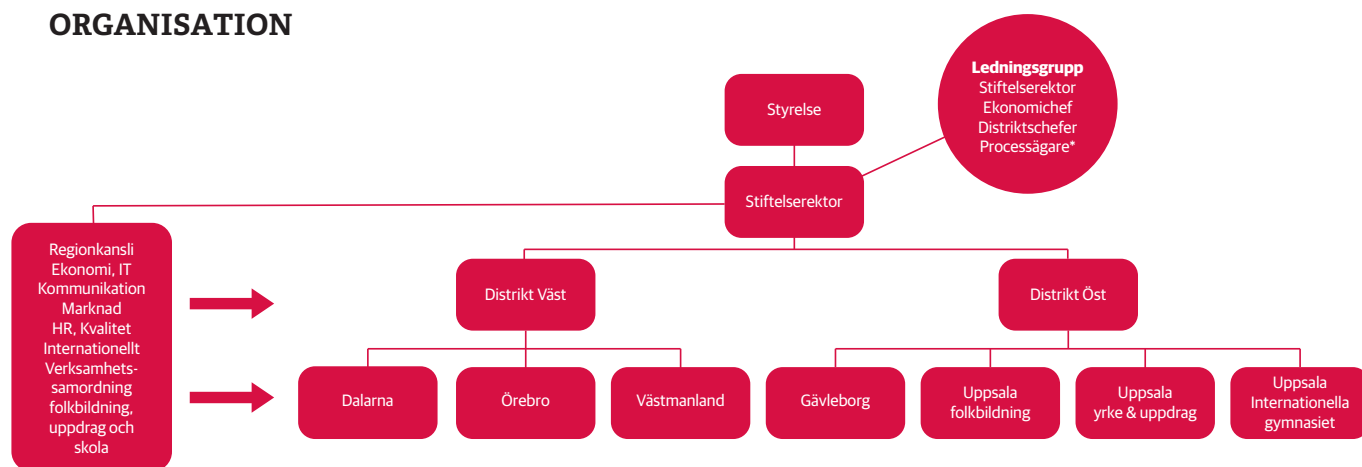 ORGANISATION
Ledningsgrupp
Stiftelserektor
Ekonomichef
Distriktschefer
Processägare*
Styrelse
Stiftelserektor
Regionkansli
Ekonomi, IT
Kommunikation
Marknad
HR, Kvalitet
Internationellt
Verksamhets-
samordning
folkbildning,
uppdrag och
skola
Distrikt Väst
Distrikt Öst
Dalarna
Örebro
Västmanland
Gävleborg
Uppsala
folkbildning
Uppsala
yrke & uppdrag
Uppsala
Internationella
gymnasiet